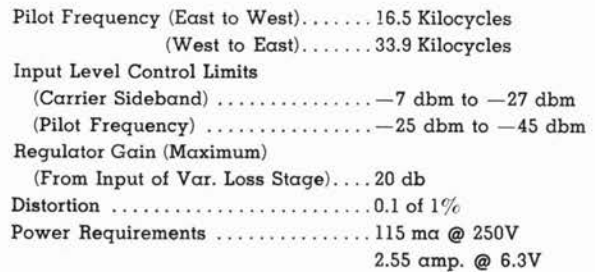 Pilot Frequency (East to West)....... 16.5 Kilocycles
(West to East)....... 33.9 Kilocycles
Input Level Control Limits
(Carrier Sideband) ............... —7 dbm to —27 dbm
(Pilot Frequency) ................ —25 dbm to —45 dbm
Regulator Gain (Maximum)
(From Input of Var. Loss Stage).... 20 db
Distortion ......................... 0.1 of 1%
Power Requirements ............... 115 ma @ 250V
2.55 amp. @ 6.3V